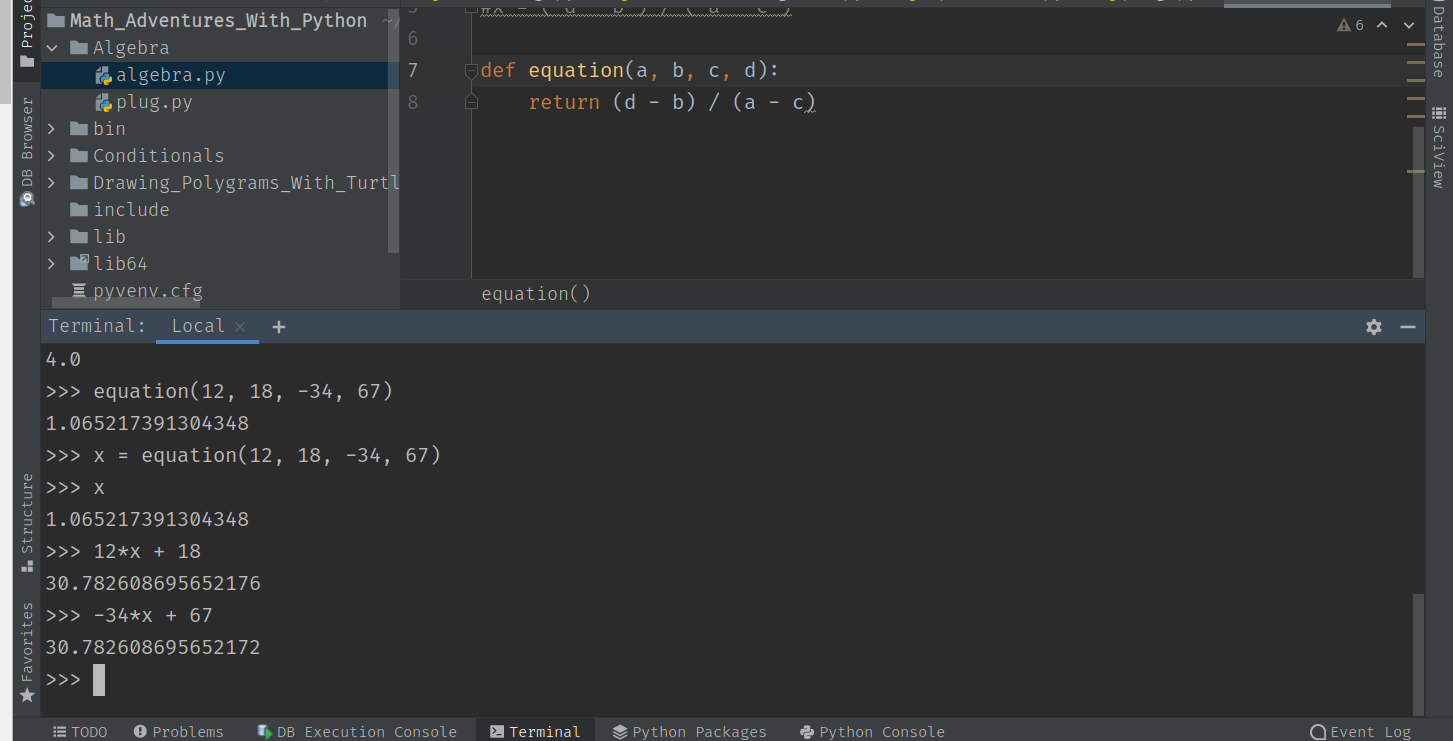 Project
Math_Adventures_With_Python
Algebra
algebra.py
plug.py
bin
Conditionals
Drawing_Polygrams_With_Turtl
include
lib
lib64
pyvenv.cfg
DB Browser
Structure
Favorites
#x = ( d - b ) / ( a - c )
6
7 def equation(a, b, c, d):
8 return (d - b) / (a - c)
6
equation()
Database
SciView
Terminal: Local × +
4.0
>>> equation(12, 18, -34, 67)
1.065217391304348
>>> x = equation(12, 18, -34, 67)
>>> x
1.065217391304348
>>> 12*x + 18
30.782608695652176
>>> -34*x + 67
30.782608695652172
>>>
TODO Problems DB Execution Console Terminal Python Packages Python Console Event Log